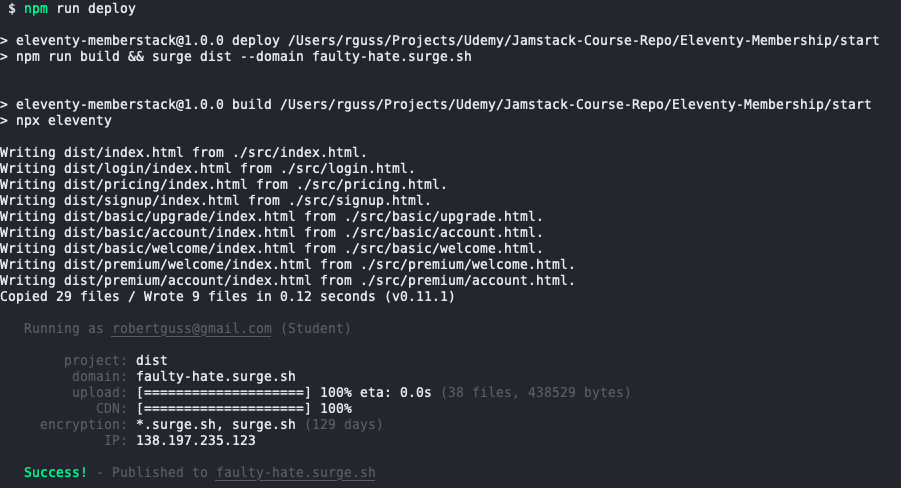 $ npm run deploy
> eleventy-memberstack@1.0.0 deploy /Users/rguss/Projects/Udemy/Jamstack-Course-Repo/Eleventy-Membership/start
> npm run build && surge dist --domain faulty-hate.surge.sh
> eleventy-memberstack@1.0.0 build /Users/rguss/Projects/Udemy/Jamstack-Course-Repo/Eleventy-Membership/start
> npx eleventy
Writing dist/index.html from ./src/index.html.
Writing dist/login/index.html from ./src/login.html.
Writing dist/pricing/index.html from ./src/pricing.html.
Writing dist/signup/index.html from ./src/signup.html.
Writing dist/basic/upgrade/index.html from ./src/basic/upgrade.html.
Writing dist/basic/account/index.html from ./src/basic/account.html.
Writing dist/basic/welcome/index.html from ./src/basic/welcome.html.
Writing dist/premium/welcome/index.html from ./src/premium/welcome.html.
Writing dist/premium/account/index.html from ./src/premium/account.html.
Copied 29 files / Wrote 9 files in 0.12 seconds (v0.11.1)
Running as robertguss@gmail.com (Student)
project: dist
domain: faulty-hate.surge.sh
upload: [====================] 100% eta: 0.0s (38 files, 438529 bytes)
CDN: [====================] 100%
encryption: *.surge.sh, surge.sh (129 days)
IP: 138.197.235.123
Success! - Published to faulty-hate.surge.sh